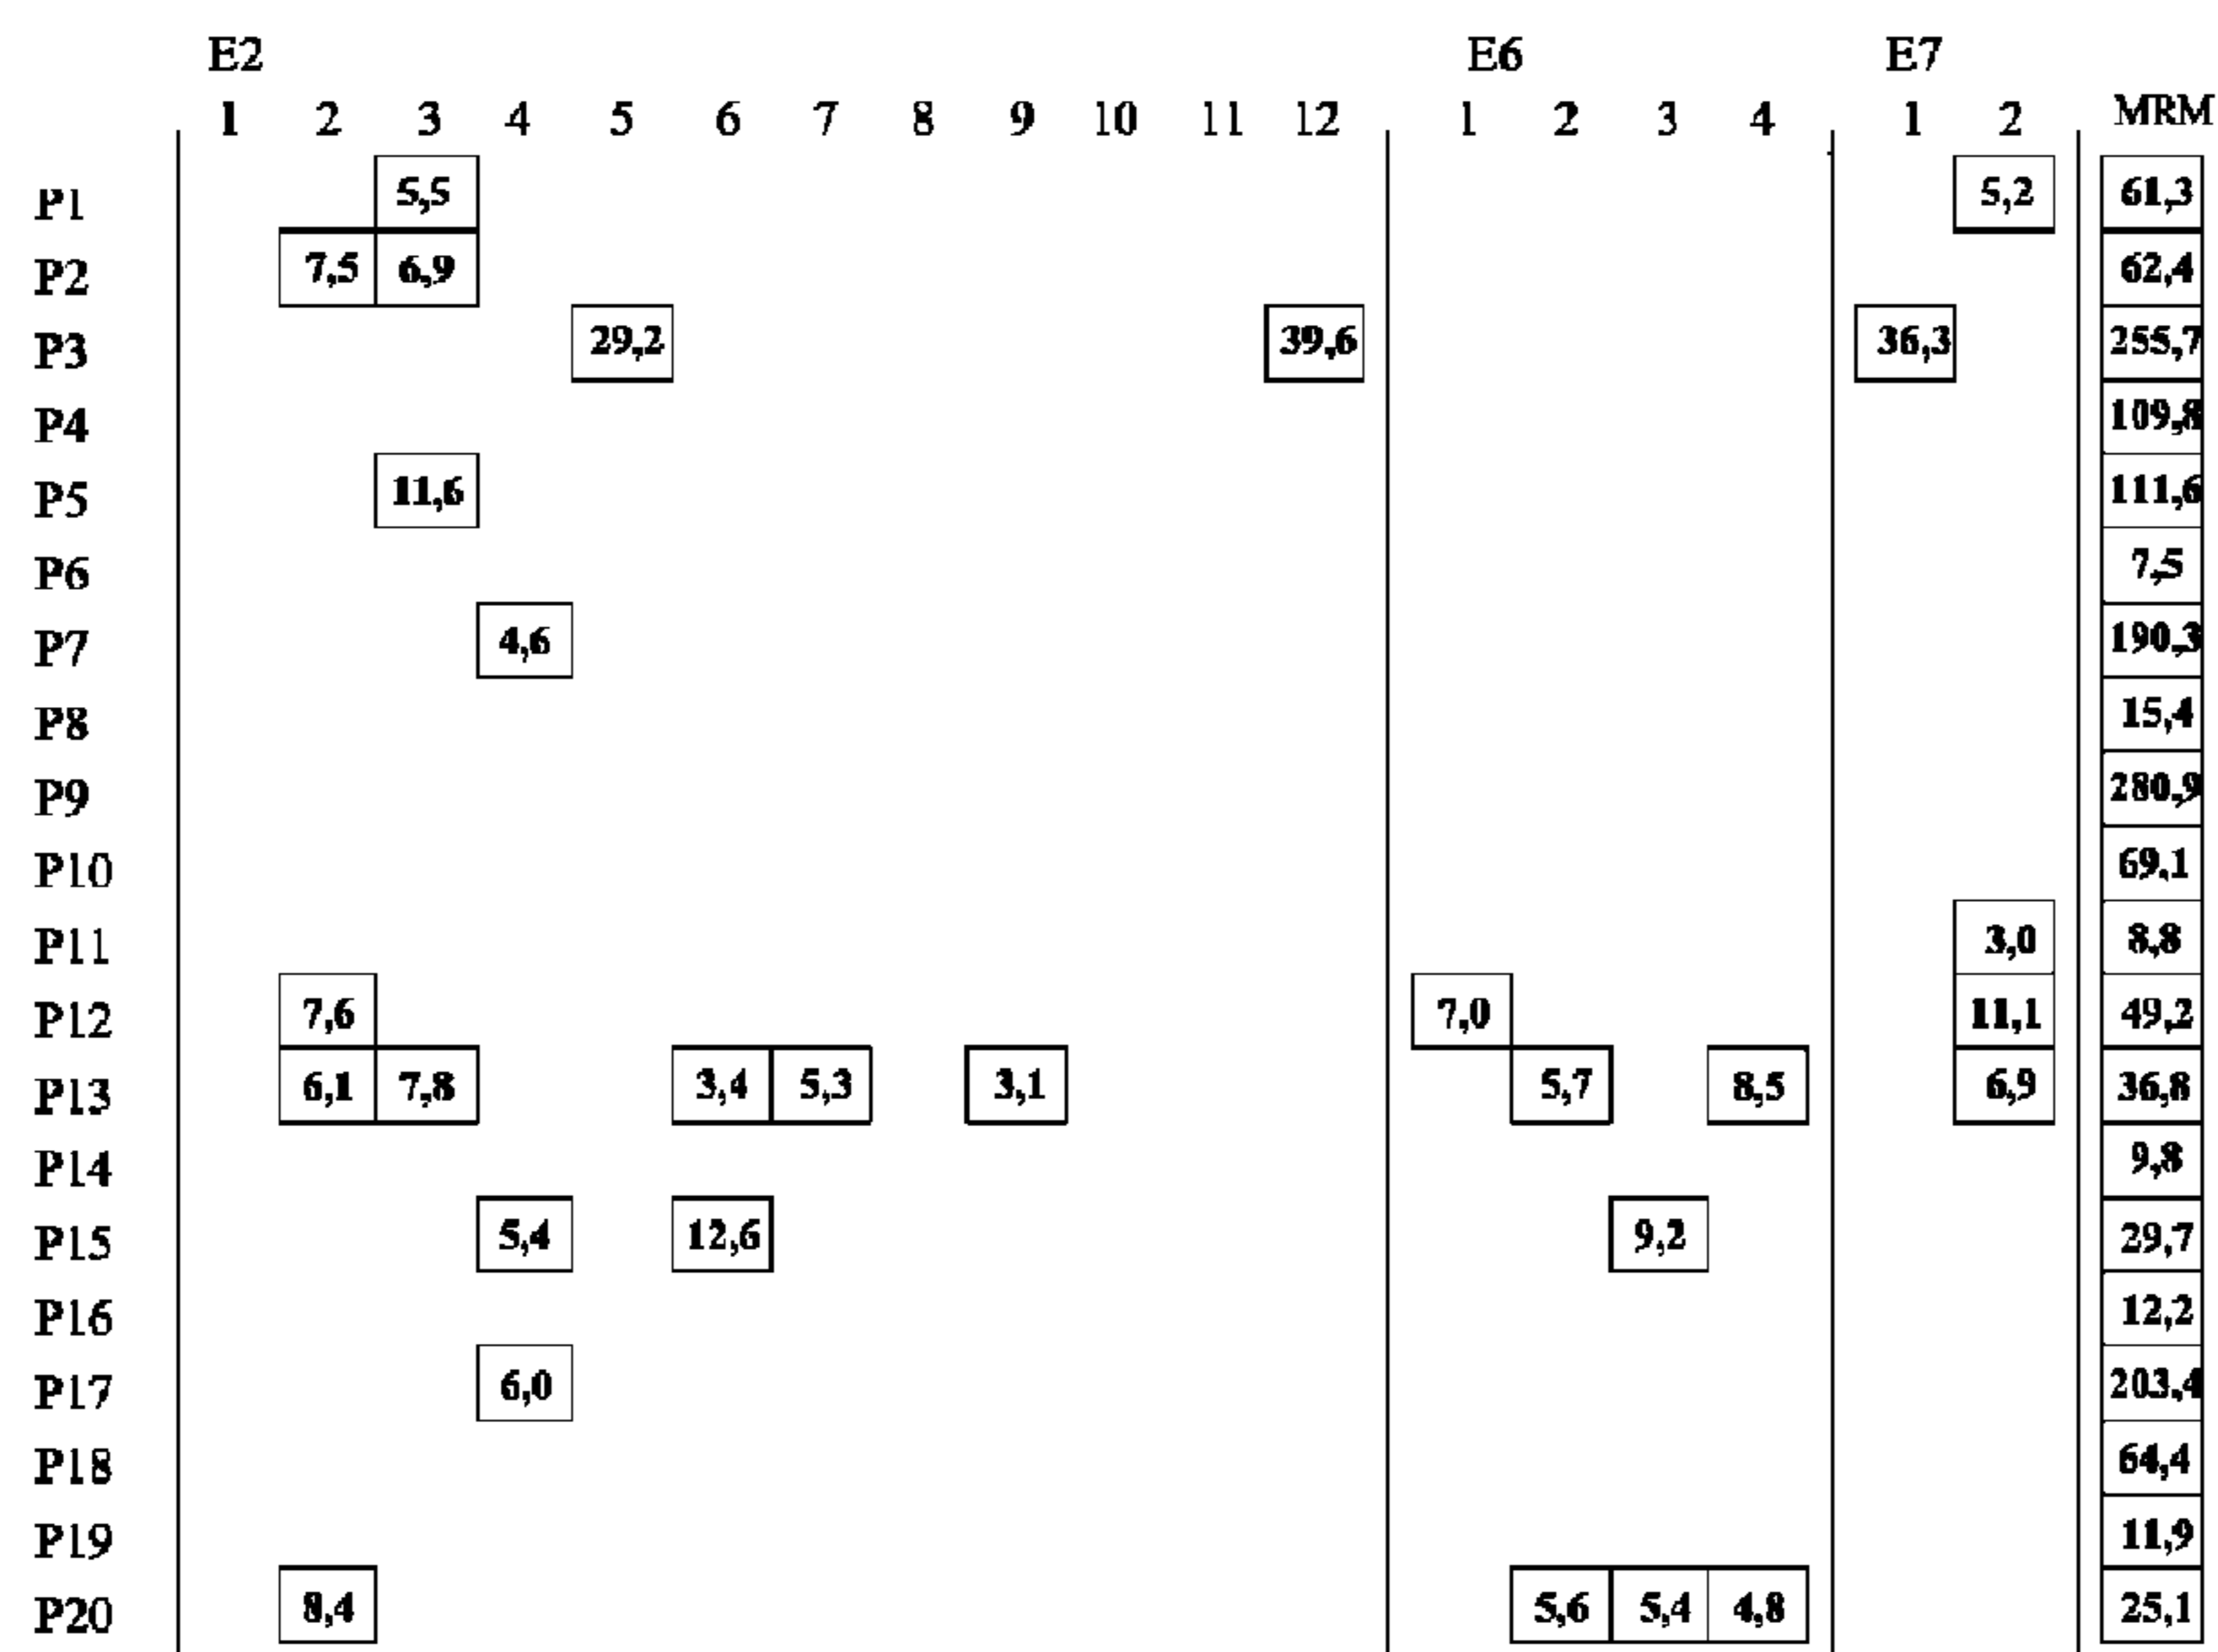 E2 E6 E7
1 2 3 4 5 6 7 8 9 10 11 12 1 2 3 4 1 2 MRM
P1 5,5 5,2 61,3
P2 7,5 6,9 62,4
P3 29,2 39,6 36,3 255,7
P4 109,8
P5 11,6 111,6
P6 7,5
P7 4,6 190,3
P8 15,4
P9 280,9
P10 69,1
P11 3,0 8,8
P12 7,6 7,0 11,1 49,2
P13 6,1 7,8 3,4 5,3 3,1 5,7 8,5 6,9 36,8
P14 9,8
P15 5,4 12,6 9,2 29,7
P16 12,2
P17 6,0 203,4
P18 64,4
P19 11,9
P20 8,4 5,6 5,4 4,8 25,1